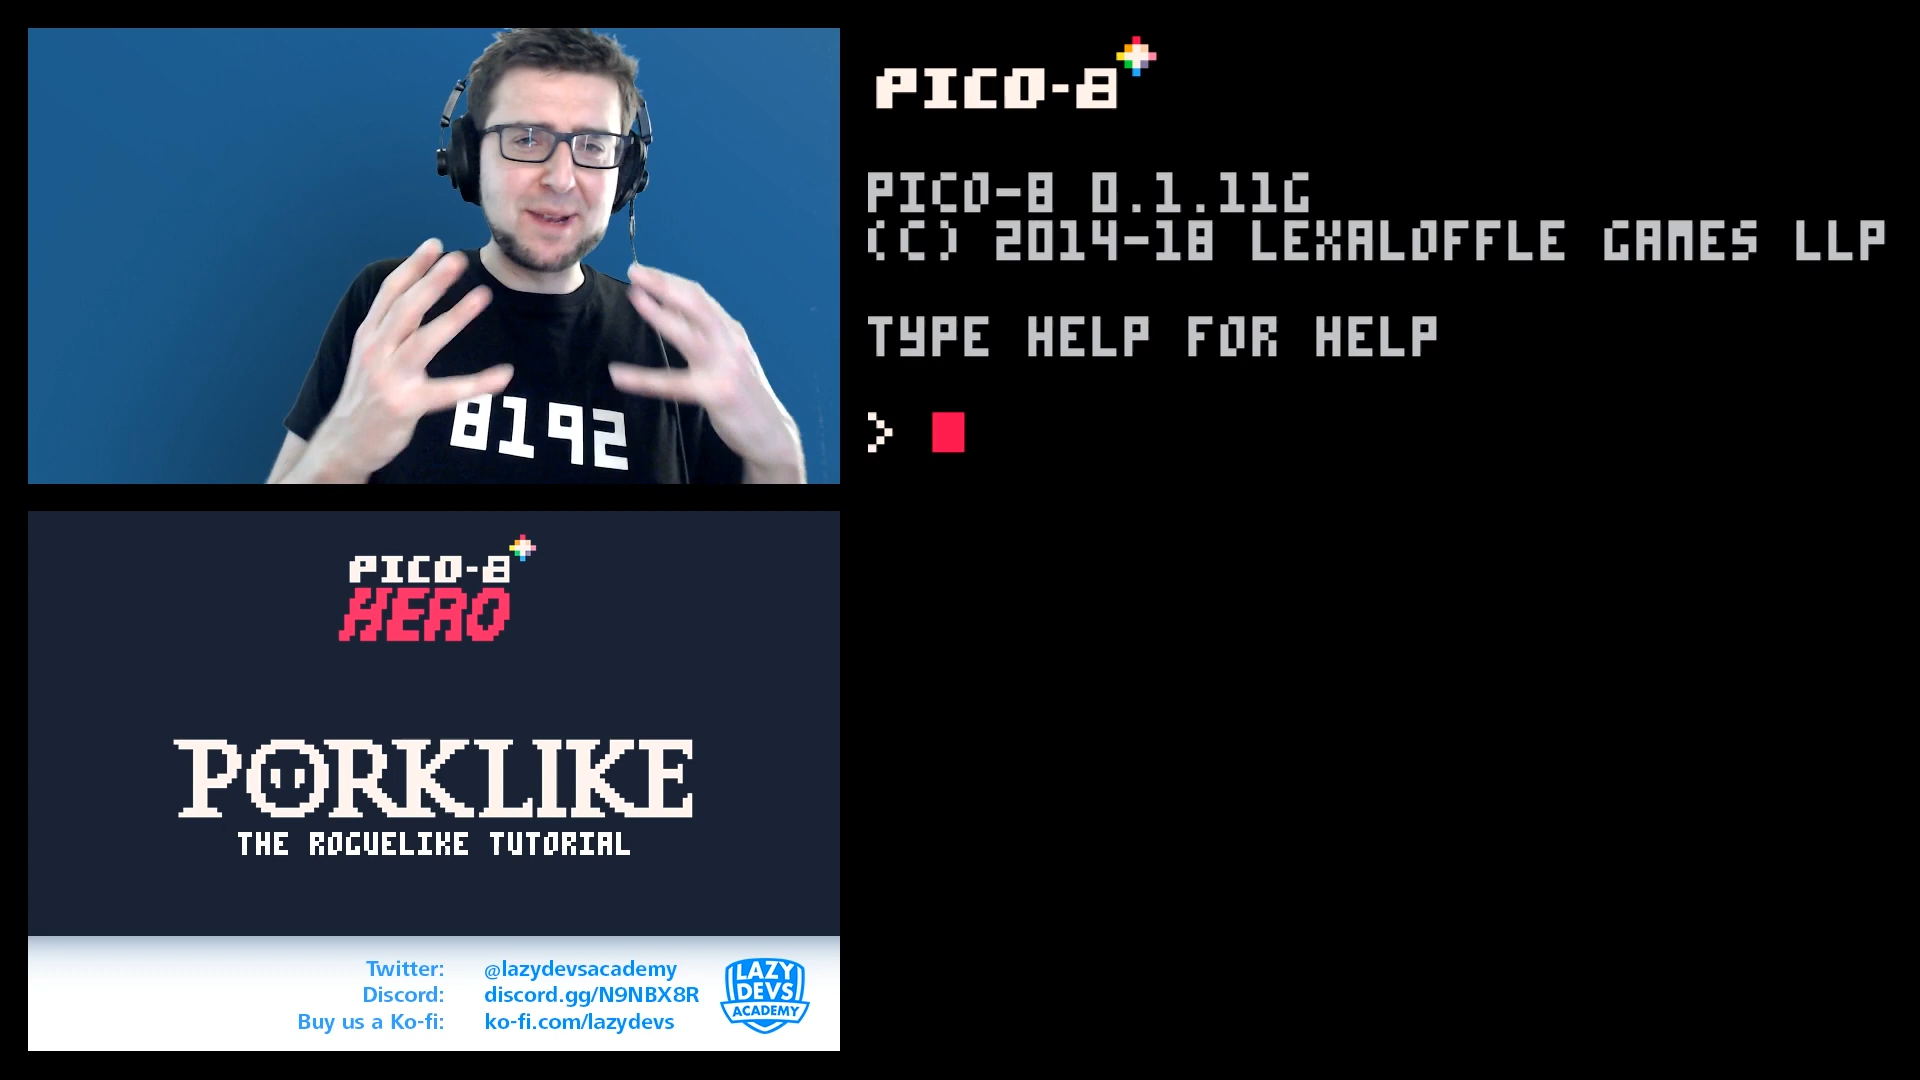 8192
PICO-8
PICO-8 0.1.11G
(C) 2014-18 LEXALOFFLE GAMES LLP
TYPE HELP FOR HELP
>
PICO-8
HERO
PORKLIKE
THE ROGUELIKE TUTORIAL
Twitter: @lazydevsacademy
Discord: discord.gg/N9NBX8R
Buy us a Ko-fi: ko-fi.com/lazydevs
LAZY
DEVS
ACADEMY